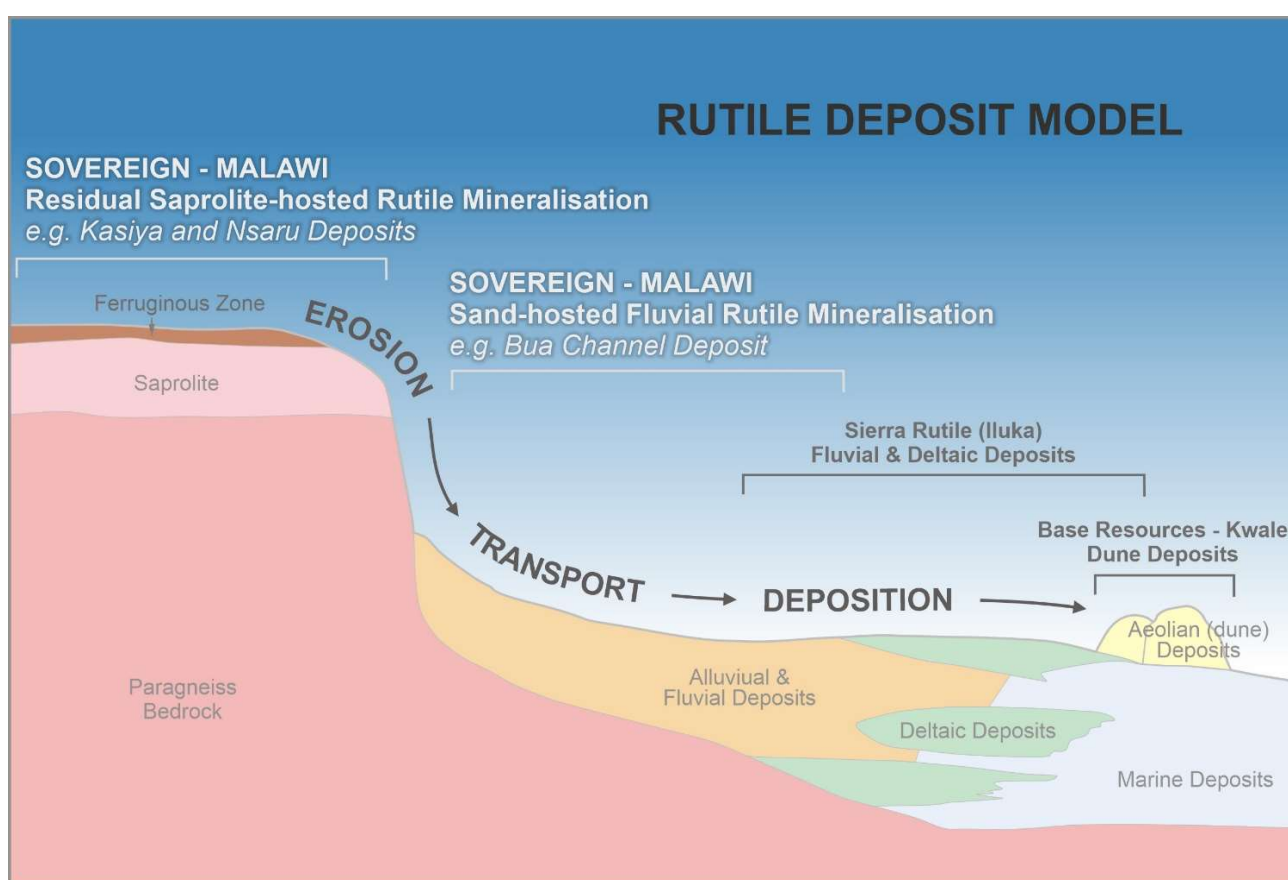 RUTILE DEPOSIT MODEL
SOVEREIGN - MALAWI
Residual Saprolite-hosted Rutile Mineralisation
e.g. Kasiya and Nsaru Deposits
Ferruginous Zone
Saprolite
EROSION
SOVEREIGN - MALAWI
Sand-hosted Fluvial Rutile Mineralisation
e.g. Bua Channel Deposit
Sierra Rutile (Iluka)
Fluvial & Deltaic Deposits
Base Resources - Kwale
Dune Deposits
TRANSPORT
DEPOSITION
Aeolian (dune)
Deposits
Paragneiss
Bedrock
Alluviual &
Fluvial Deposits
Deltaic Deposits
Marine Deposits